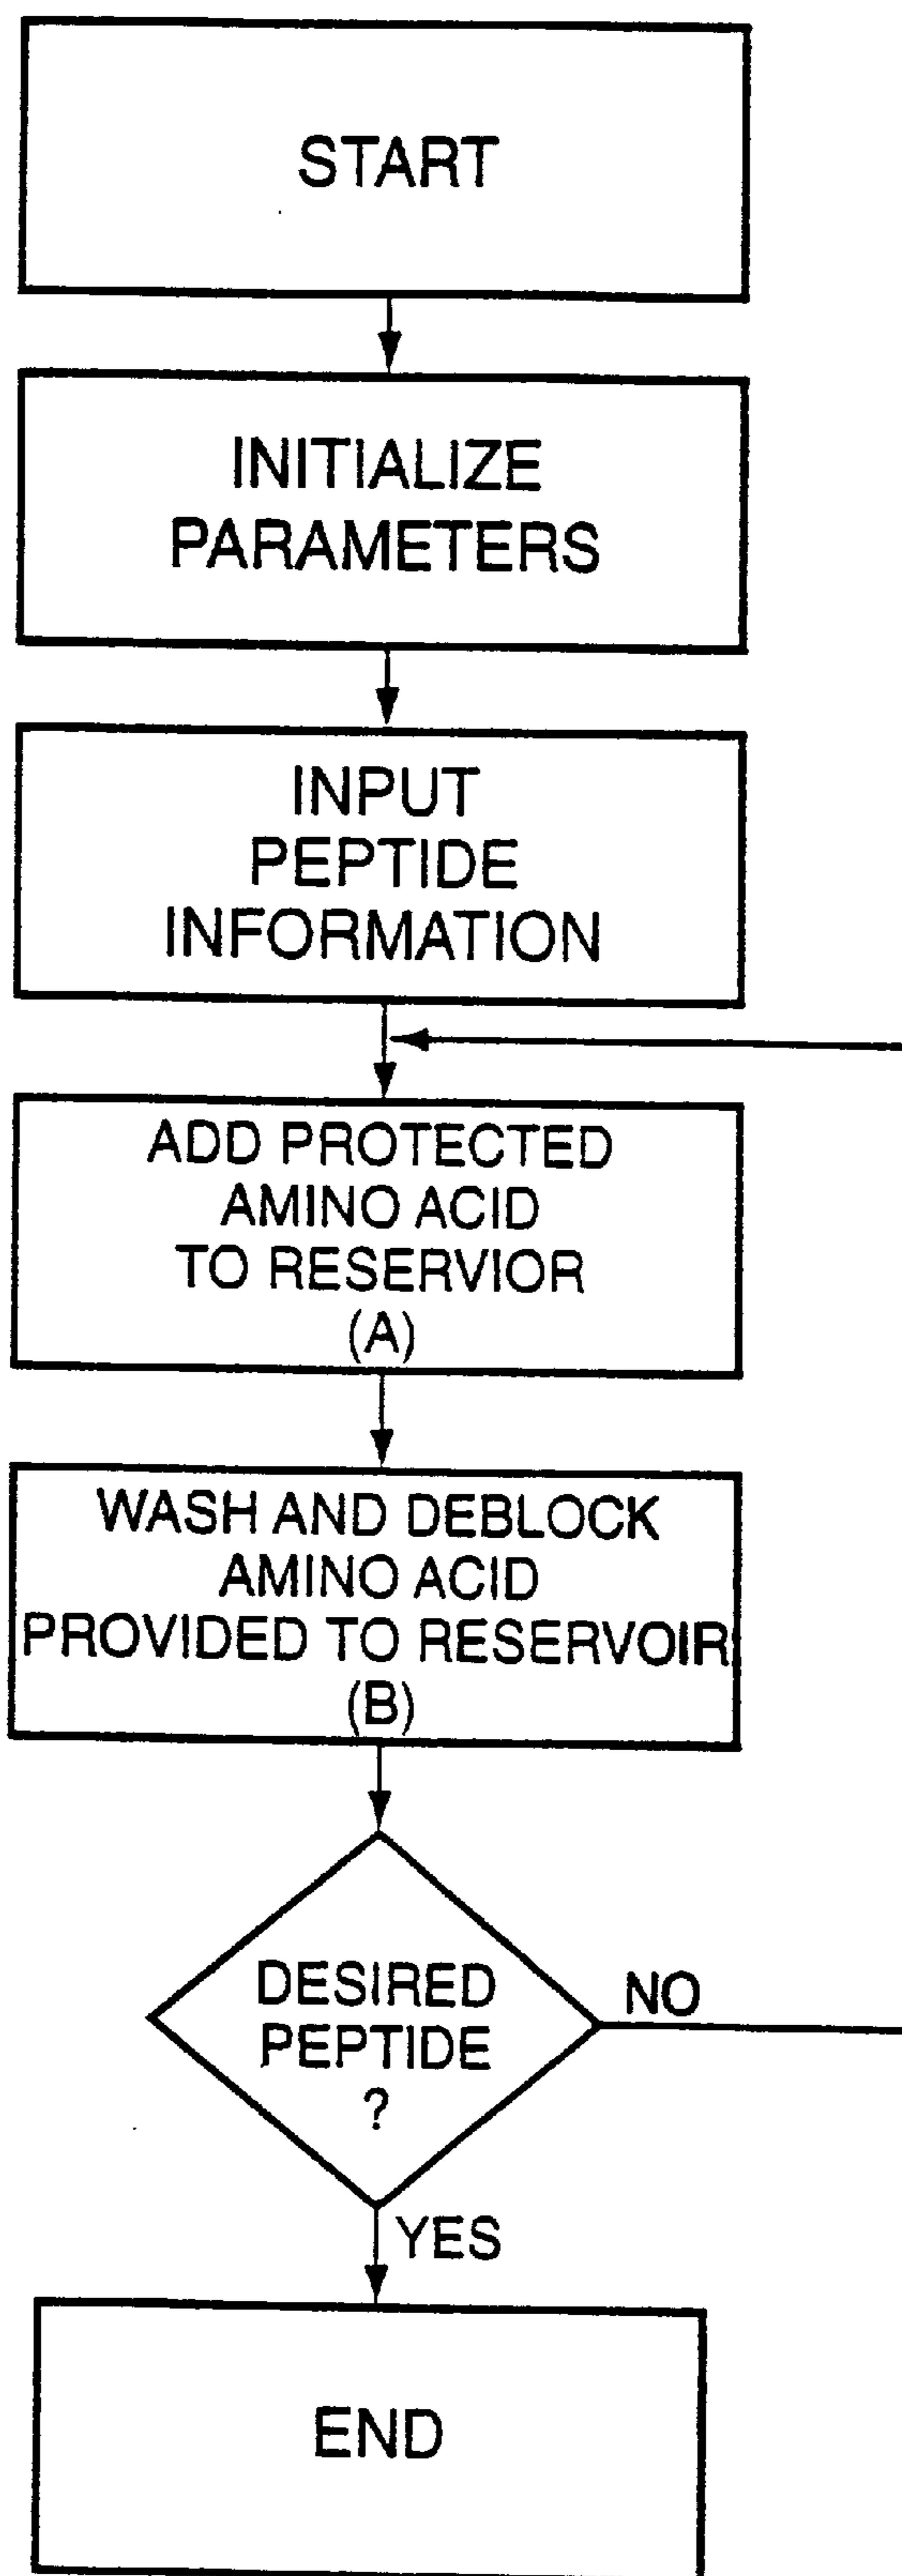 START
INITIALIZE
PARAMETERS
INPUT
PEPTIDE
INFORMATION
ADD PROTECTED
AMINO ACID
TO RESERVIOR
(A)
WASH AND DEBLOCK
AMINO ACID
PROVIDED TO RESERVOIR
(B)
DESIRED
PEPTIDE
?
NO
YES
END